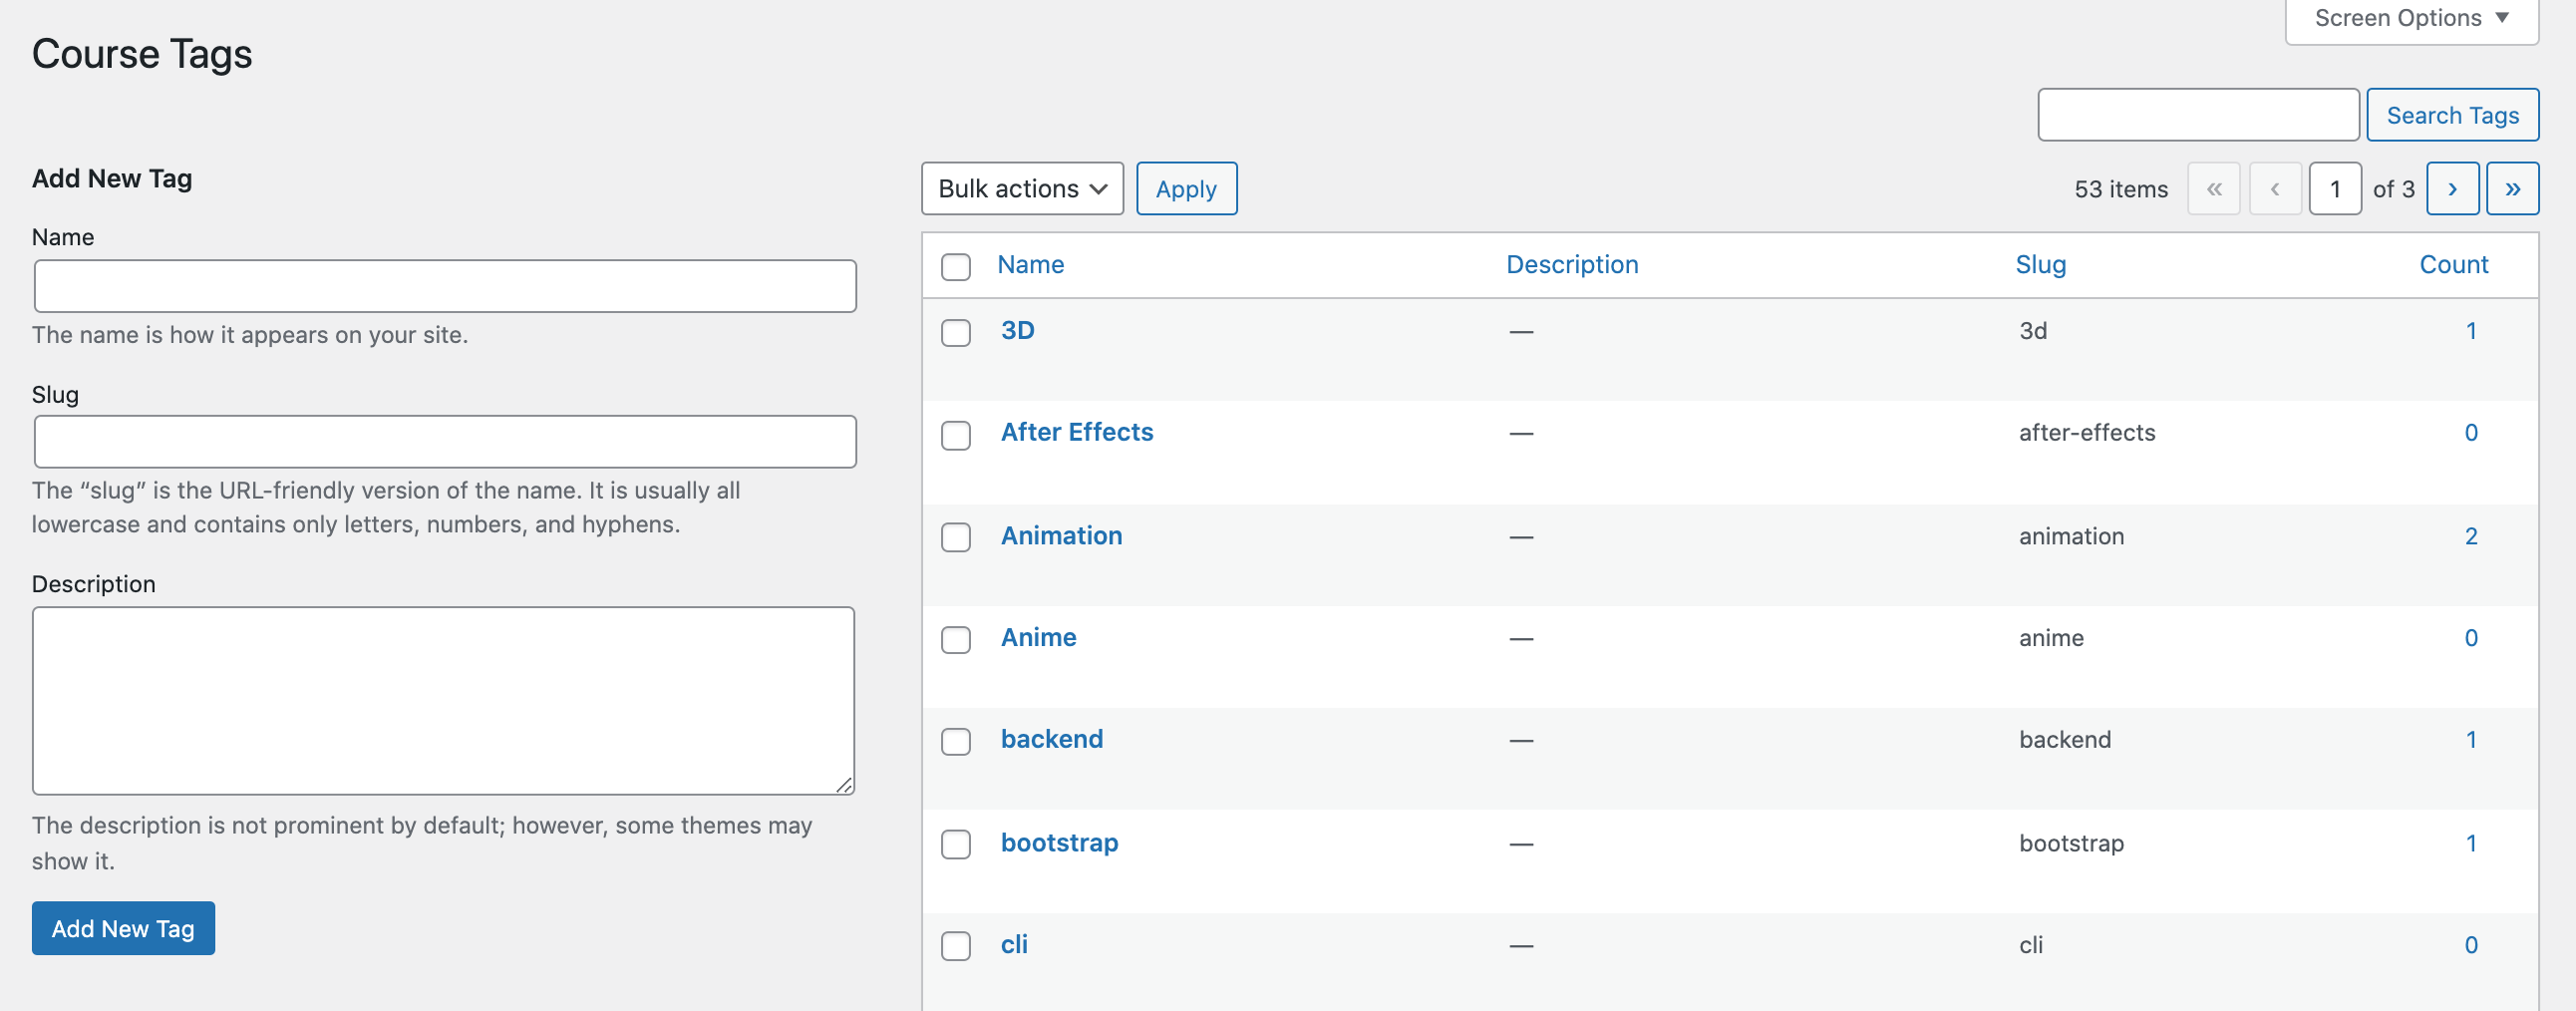 Screen Options ▼
Course Tags
Search Tags
Add New Tag
Name
The name is how it appears on your site.
Slug
The “slug” is the URL-friendly version of the name. It is usually all
lowercase and contains only letters, numbers, and hyphens.
Description
The description is not prominent by default; however, some themes may
show it.
Add New Tag
Bulk actions Apply 53 items « ‹ 1 of 3 › »
Name Description Slug Count
3D — 3d 1
After Effects — after-effects 0
Animation — animation 2
Anime — anime 0
backend — backend 1
bootstrap — bootstrap 1
cli — cli 0